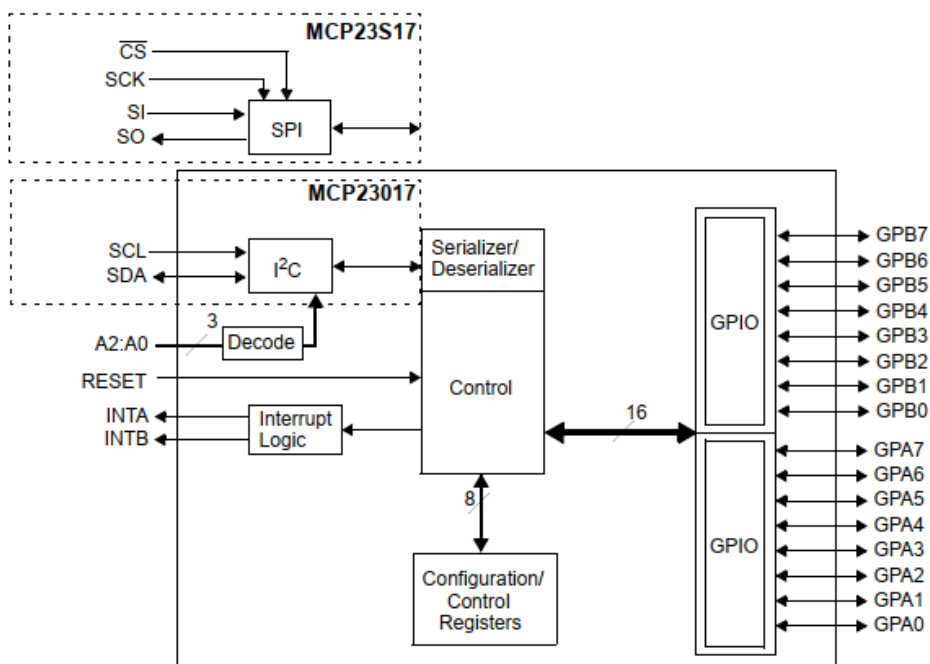 MCP23S17
CS
SCK
SI
SO
SPI
MCP23017
SCL
SDA
I²C
Serializer/
Deserializer
3
A2:A0
Decode
RESET
Control
INTA
INTB
Interrupt
Logic
16
8
Configuration/
Control
Registers
GPIO
GPB7
GPB6
GPB5
GPB4
GPB3
GPB2
GPB1
GPB0
GPIO
GPA7
GPA6
GPA5
GPA4
GPA3
GPA2
GPA1
GPA0